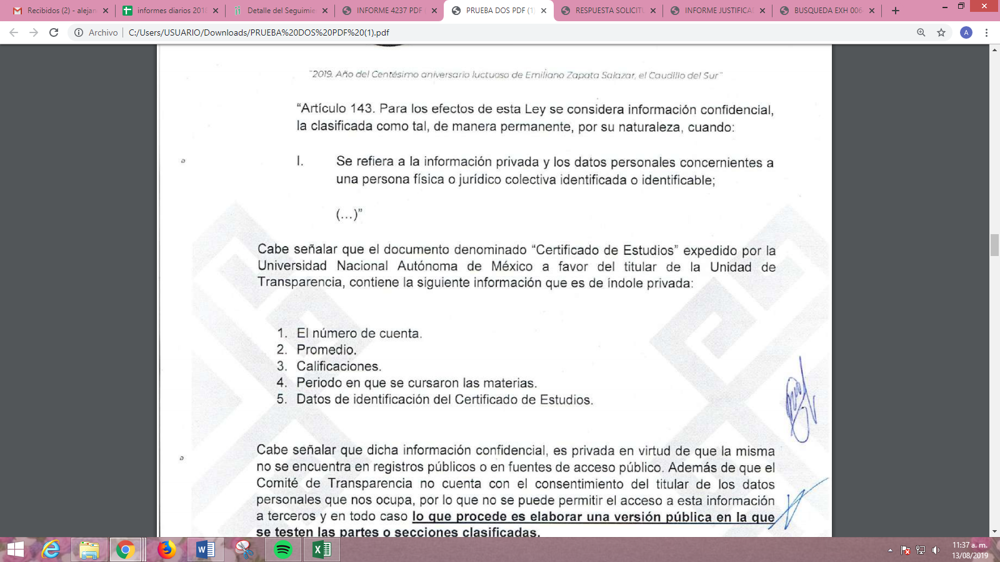 Recibidos (2) - alejan
informes diarios 2018
Detalle del Seguimie
INFORME 4237 PDF (
PRUEBA DOS PDF (1)
RESPUESTA SOLICITU
INFORME JUSTIFICA
BUSQUEDA EXH 006
Archivo
C:/Users/USUARIO/Downloads/PRUEBA%20DOS%20PDF%20(1).pdf
A
"2019. Año del Centésimo aniversario luctuoso de Emiliano Zapata Salazar, el Caudillo del Sur"
“Artículo 143. Para los efectos de esta Ley se considera información confidencial,
la clasificada como tal, de manera permanente, por su naturaleza, cuando:
I. Se refiera a la información privada y los datos personales concernientes a
una persona física o jurídico colectiva identificada o identificable;
(...)”
Cabe señalar que el documento denominado “Certificado de Estudios” expedido por la
Universidad Nacional Autónoma de México a favor del titular de la Unidad de
Transparencia, contiene la siguiente información que es de índole privada:
1. El número de cuenta.
2. Promedio.
3. Calificaciones.
4. Periodo en que se cursaron las materias.
5. Datos de identificación del Certificado de Estudios.
Cabe señalar que dicha información confidencial, es privada en virtud de que la misma
no se encuentra en registros públicos o en fuentes de acceso público. Además de que el
Comité de Transparencia no cuenta con el consentimiento del titular de los datos
personales que nos ocupa, por lo que no se puede permitir el acceso a esta información
a terceros y en todo caso lo que procede es elaborar una versión pública en la que
se testen las partes o secciones clasificadas.
11:37 a. m.
13/08/2019